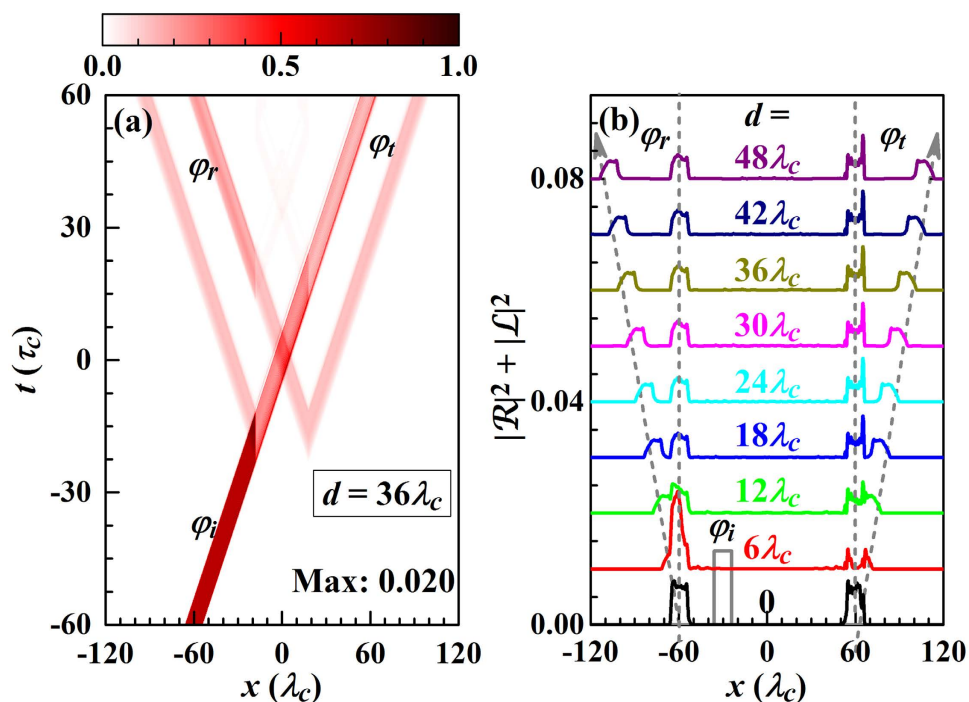 0.0 0.5 1.0
(a)
φr
φt
φi
d = 36λc
Max: 0.020
60
30
0
-30
-60
t (τc)
-120 -60 0 60 120
x (λc)
(b)
φr
d =
φt
48λc
42λc
36λc
30λc
24λc
18λc
12λc
φi
6λc
0
0.08
0.04
0.00
|ℛ|² + |ℒ|²
-120 -60 0 60 120
x (λc)